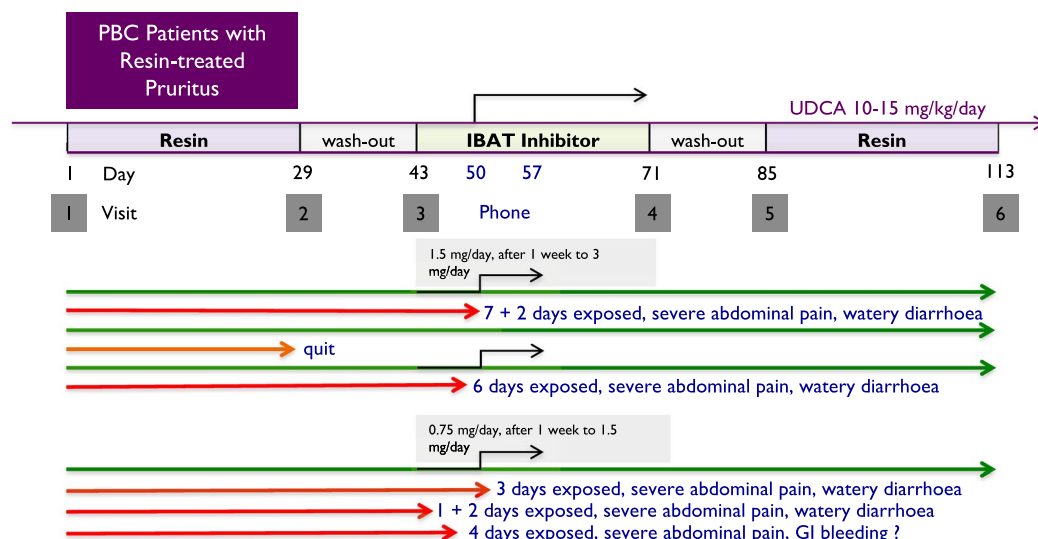 PBC Patients with
Resin-treated
Pruritus
UDCA 10-15 mg/kg/day
Resin wash-out IBAT Inhibitor wash-out Resin
1 Day 29 43 50 57 71 85 113
1 Visit 2 3 Phone 4 5 6
1.5 mg/day, after 1 week to 3
mg/day
7 + 2 days exposed, severe abdominal pain, watery diarrhoea
quit
6 days exposed, severe abdominal pain, watery diarrhoea
0.75 mg/day, after 1 week to 1.5
mg/day
3 days exposed, severe abdominal pain, watery diarrhoea
1 + 2 days exposed, severe abdominal pain, watery diarrhoea
4 days exposed, severe abdominal pain, GI bleeding ?